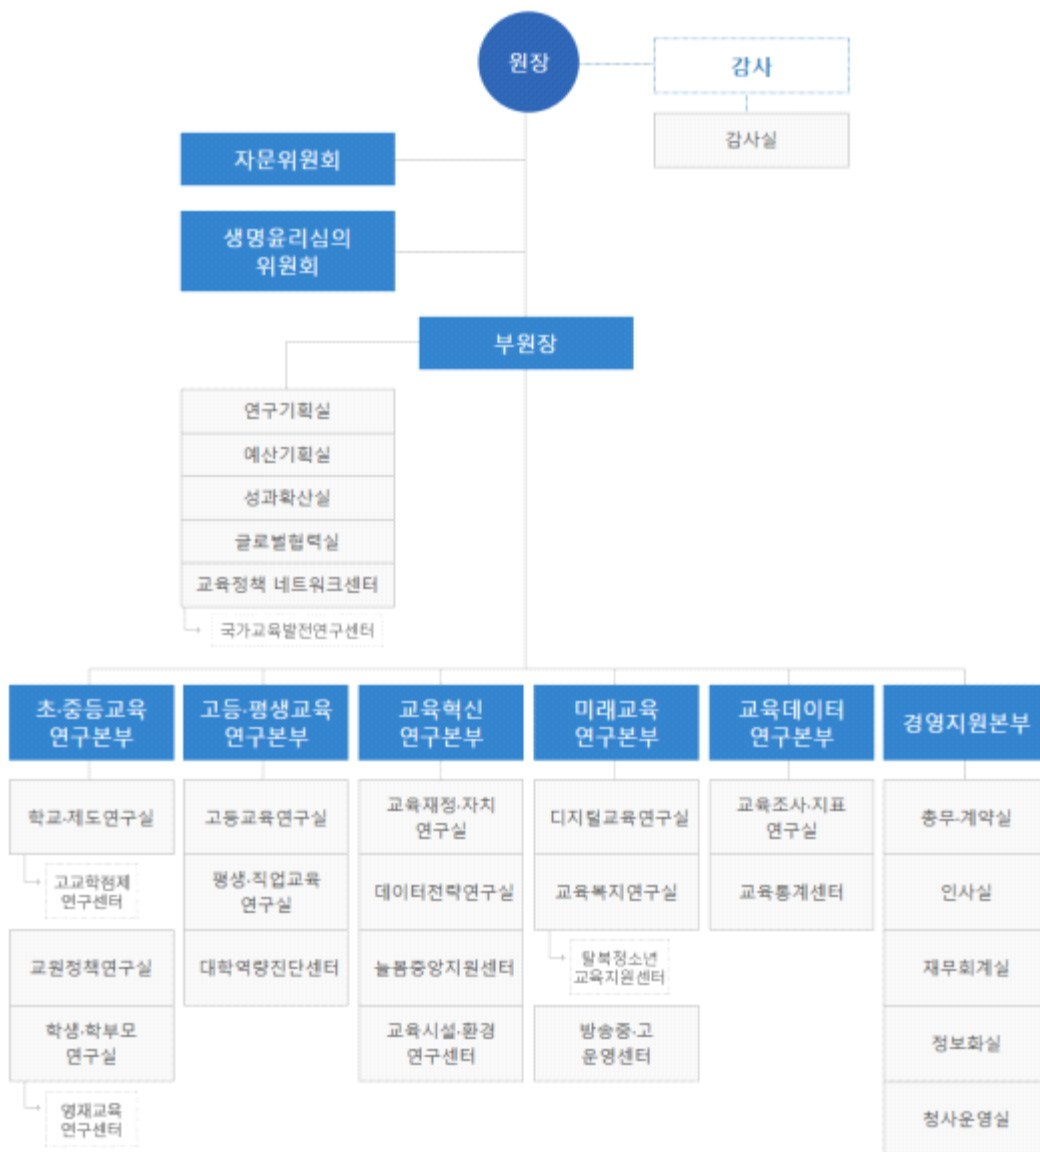 원장
감사
감사실
자문위원회
생명윤리심의
위원회
부원장
연구기획실
예산기획실
성과확산실
글로벌협력실
교육정책 네트워크센터
국가교육발전연구센터
초·중등교육
연구본부
학교·제도연구실
고교학점제
연구센터
교원정책연구실
학생·학부모
연구실
영재교육
연구센터
고등·평생교육
연구본부
고등교육연구실
평생·직업교육
연구실
대학역량진단센터
교육혁신
연구본부
교육재정·자치
연구실
데이터전략연구실
늘봄중앙지원센터
교육시설·환경
연구센터
미래교육
연구본부
디지털교육연구실
교육복지연구실
탈북청소년
교육지원센터
방송중·고
운영센터
교육데이터
연구본부
교육조사·지표
연구실
교육통계센터
경영지원본부
총무·계약실
인사실
재무회계실
정보화실
청사운영실